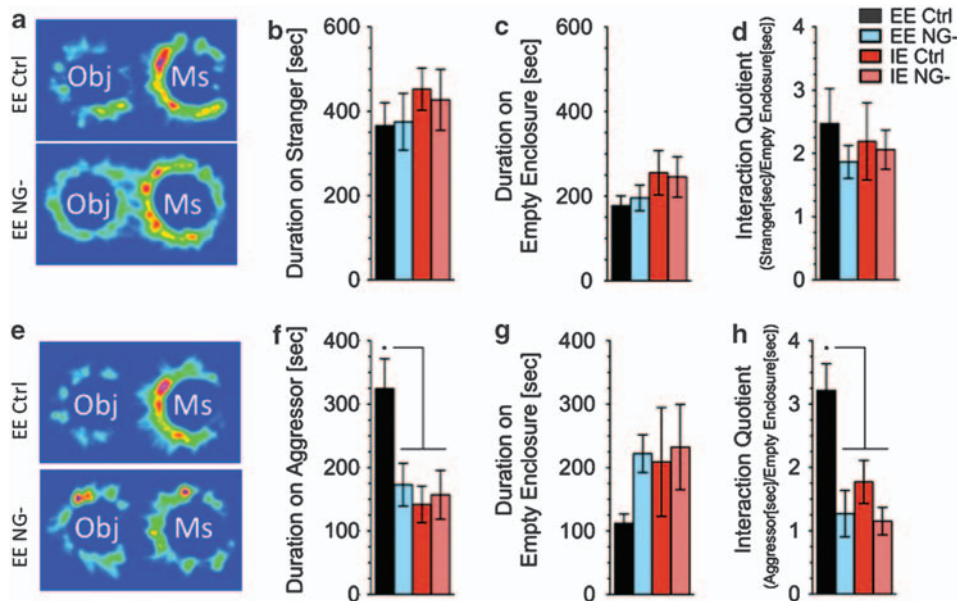 a
EE Ctrl
Obj
Ms
EE NG-
Obj
Ms
b
Duration on Stranger [sec]
600
400
200
0
c
Duration on
Empty Enclosure [sec]
600
400
200
0
d
Interaction Quotient
(Stranger[sec]/Empty Enclosure[sec])
4
3
2
1
0
EE Ctrl
EE NG-
IE Ctrl
IE NG-
e
EE Ctrl
Obj
Ms
EE NG-
Obj
Ms
f
Duration on Aggressor [sec]
400
300
200
100
0
g
Duration on
Empty Enclosure [sec]
400
300
200
100
0
h
Interaction Quotient
(Aggressor[sec]/Empty Enclosure[sec])
4
3
2
1
0